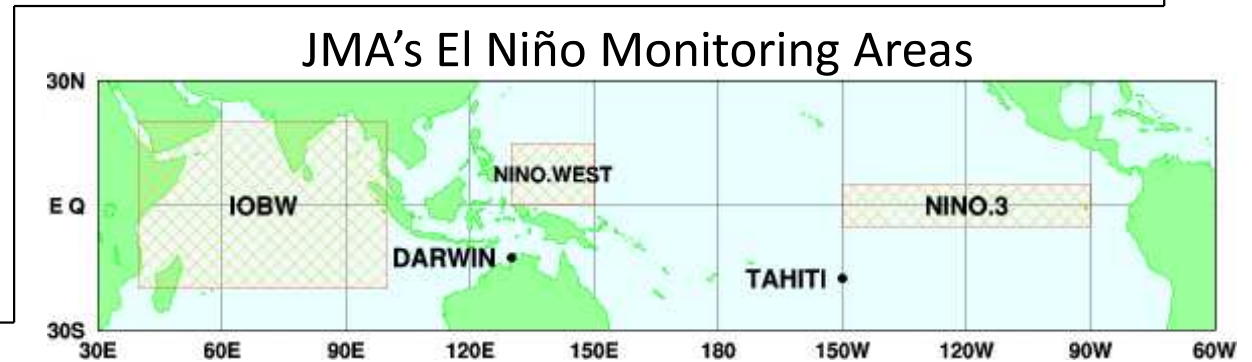 JMA's El Niño Monitoring Areas
30N
NINO.WEST
E Q
IOBW
NINO.3
DARWIN
TAHITI
30S
30E 60E 90E 120E 150E 180 150W 120W 90W 60W